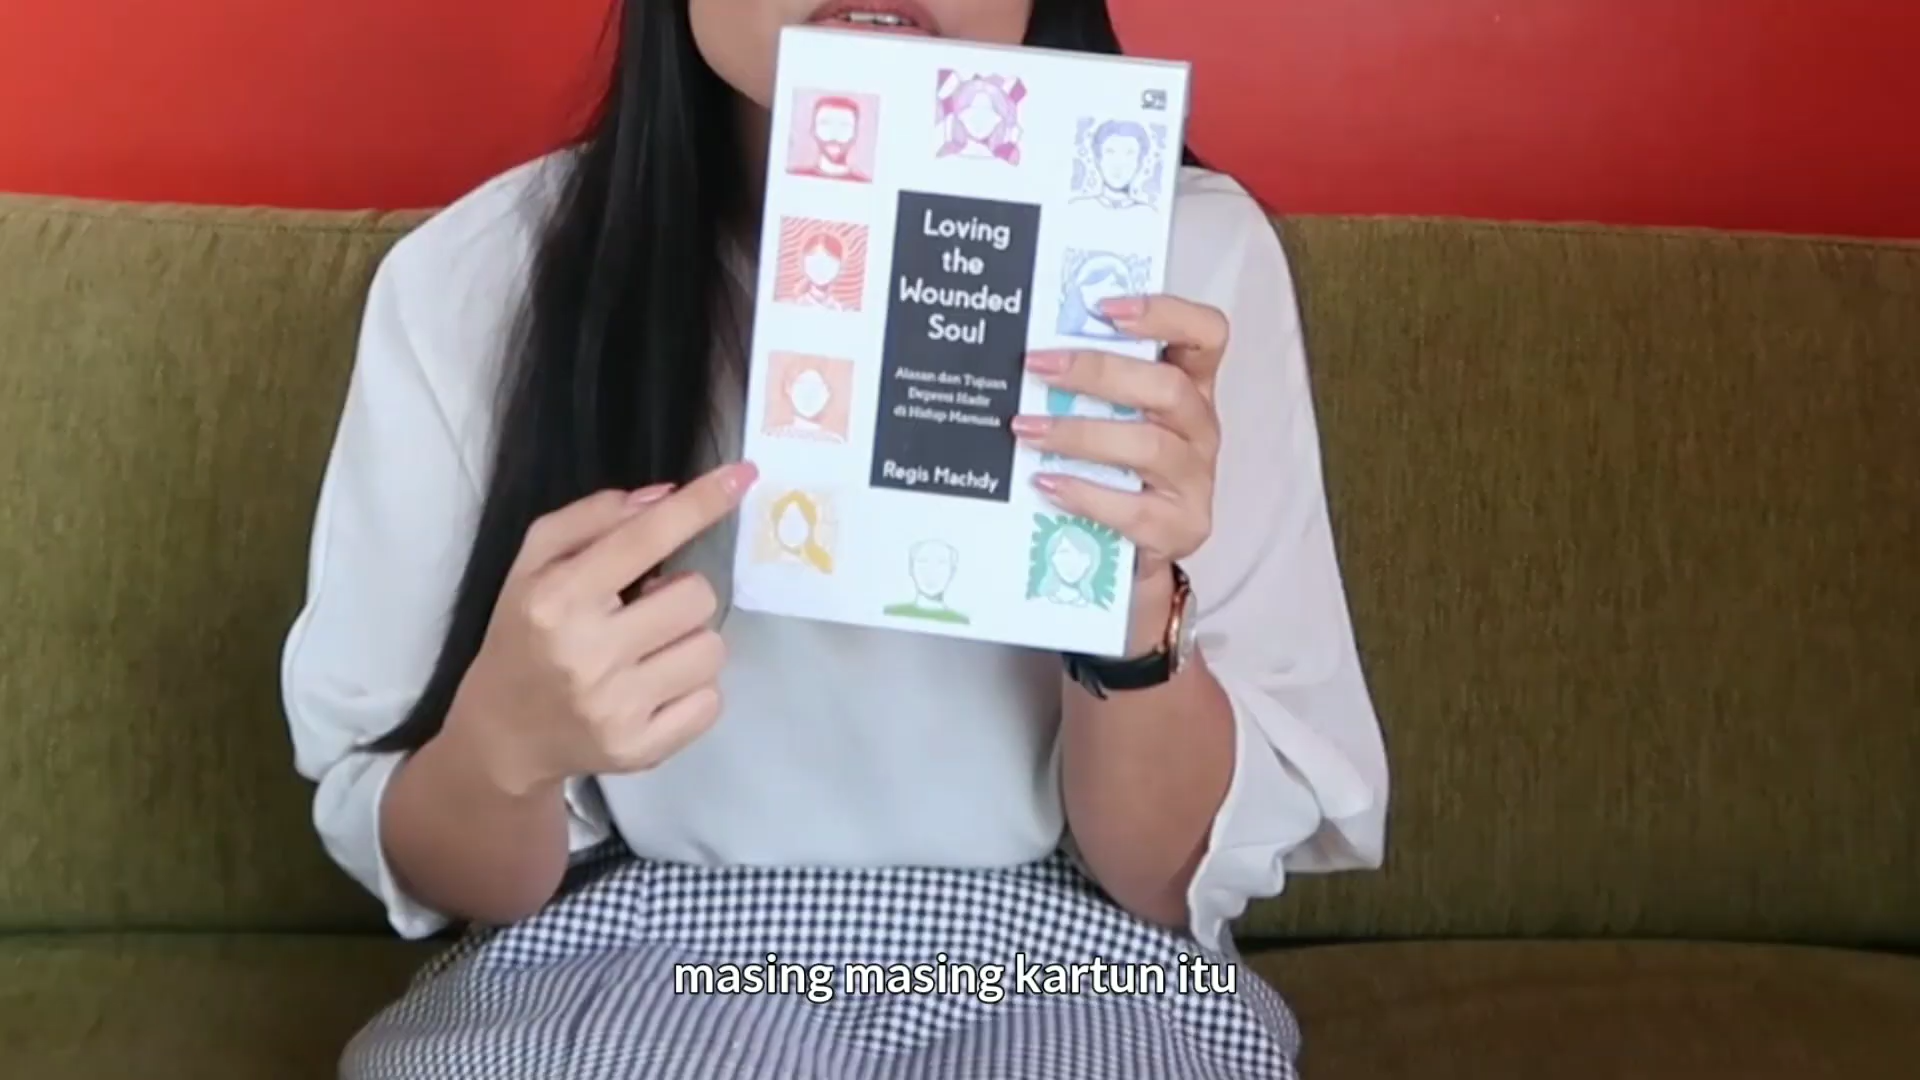 Loving
the
Wounded
Soul
Alasan dan Tujuan
Depresi Hadir
di Hidup Manusia
Regis Machdy
masing masing kartun itu